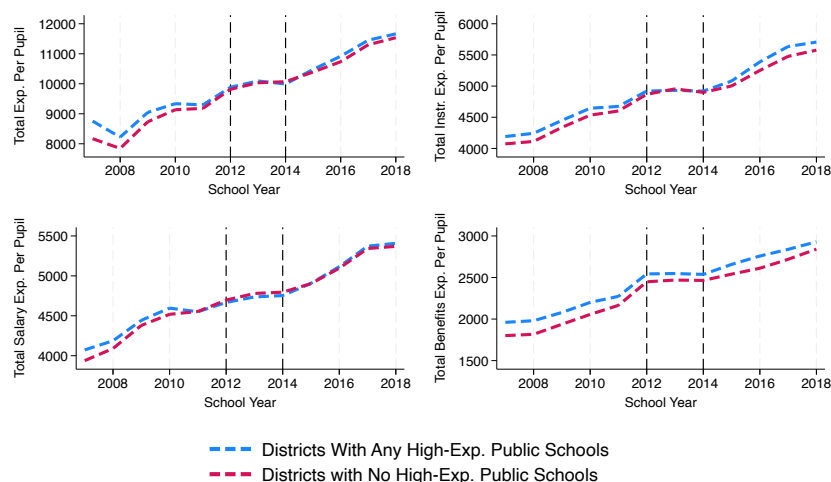 Total Exp. Per Pupil
12000
11000
10000
9000
8000
2008 2010 2012 2014 2016 2018
School Year
Total Instr. Exp. Per Pupil
6000
5000
4000
2008 2010 2012 2014 2016 2018
School Year
Total Salary Exp. Per Pupil
5500
5000
4000
2008 2010 2012 2014 2016 2018
School Year
Total Benefits Exp. Per Pupil
3000
2500
2000
1500
2008 2010 2012 2014 2016 2018
School Year
Districts With Any High-Exp. Public Schools
Districts with No High-Exp. Public Schools